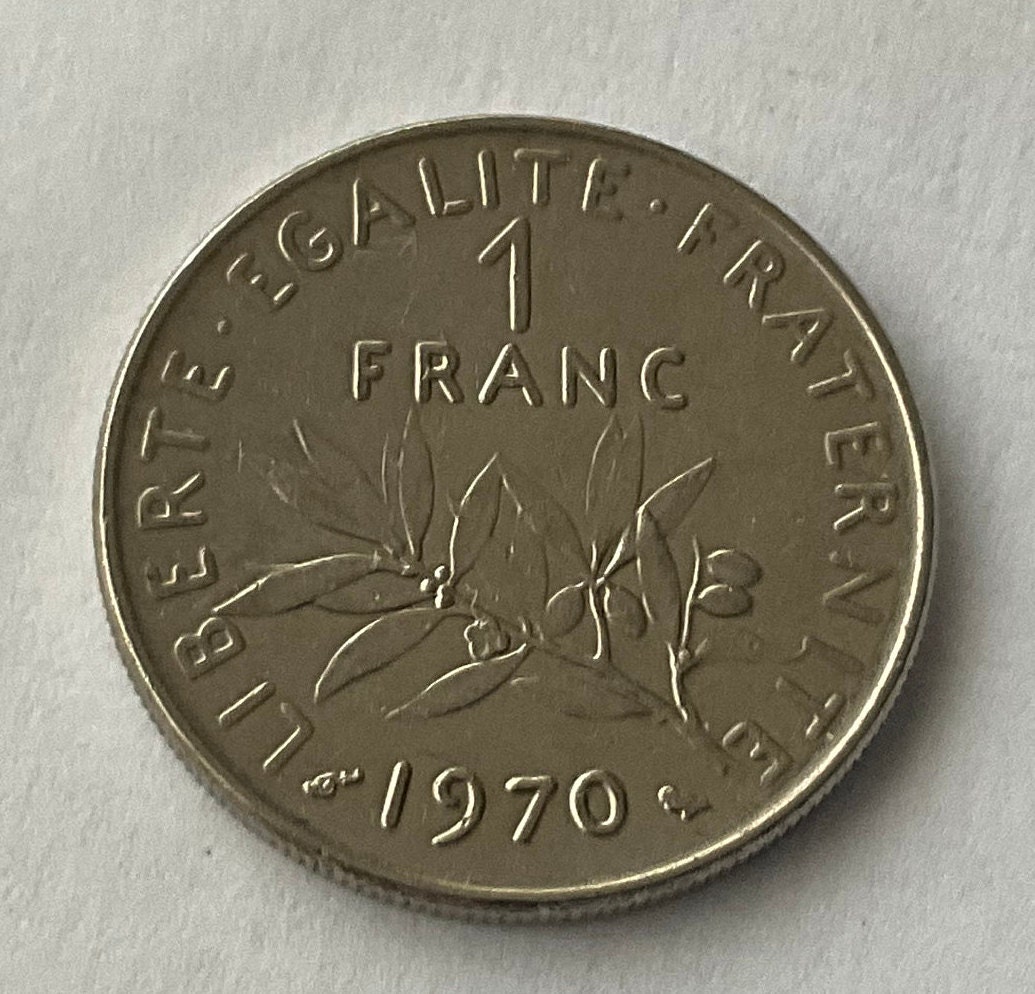 LIBERTE · EGALITE · FRATERNITE
1
FRANC
1970